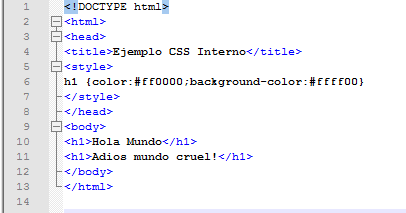 1 <!DOCTYPE html>
2 <html>
3 <head>
4 <title>Ejemplo CSS Interno</title>
5 <style>
6 h1 {color:#ff0000;background-color:#ffff00}
7 </style>
8 </head>
9 <body>
10 <h1>Hola Mundo</h1>
11 <h1>Adios mundo cruel!</h1>
12 </body>
13 </html>
14